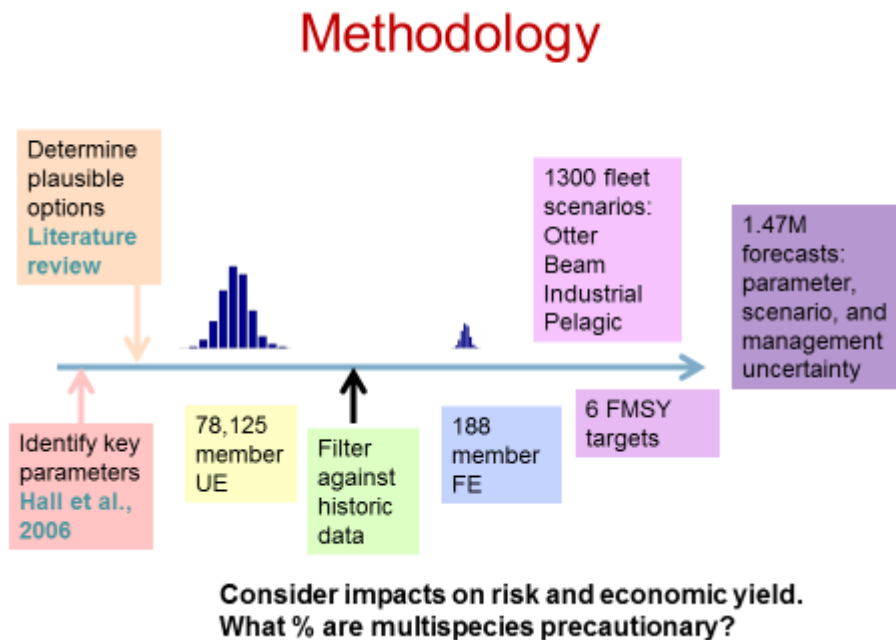 Methodology
Determine
plausible
options
Literature
review
Identify key
parameters
Hall et al.,
2006
78,125
member
UE
Filter
against
historic
data
188
member
FE
1300 fleet
scenarios:
Otter
Beam
Industrial
Pelagic
6 FMSY
targets
1.47M
forecasts:
parameter,
scenario, and
management
uncertainty
Consider impacts on risk and economic yield.
What % are multispecies precautionary?